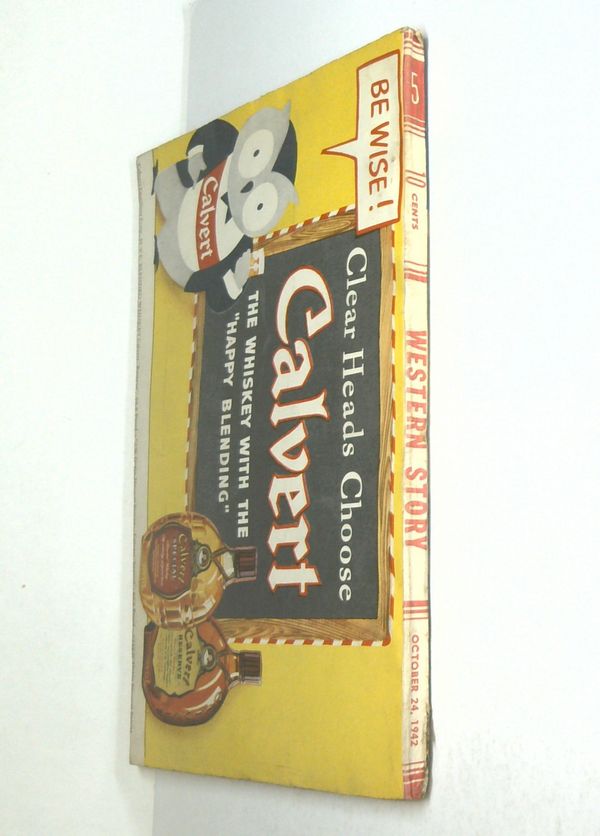 5
10 CENTS
WESTERN STORY
OCTOBER 24, 1942
BE WISE!
Calvert
Clear Heads Choose
Calvert
THE WHISKEY WITH THE
"HAPPY BLENDING"
Calvert
SPECIAL
Calvert
RESERVE